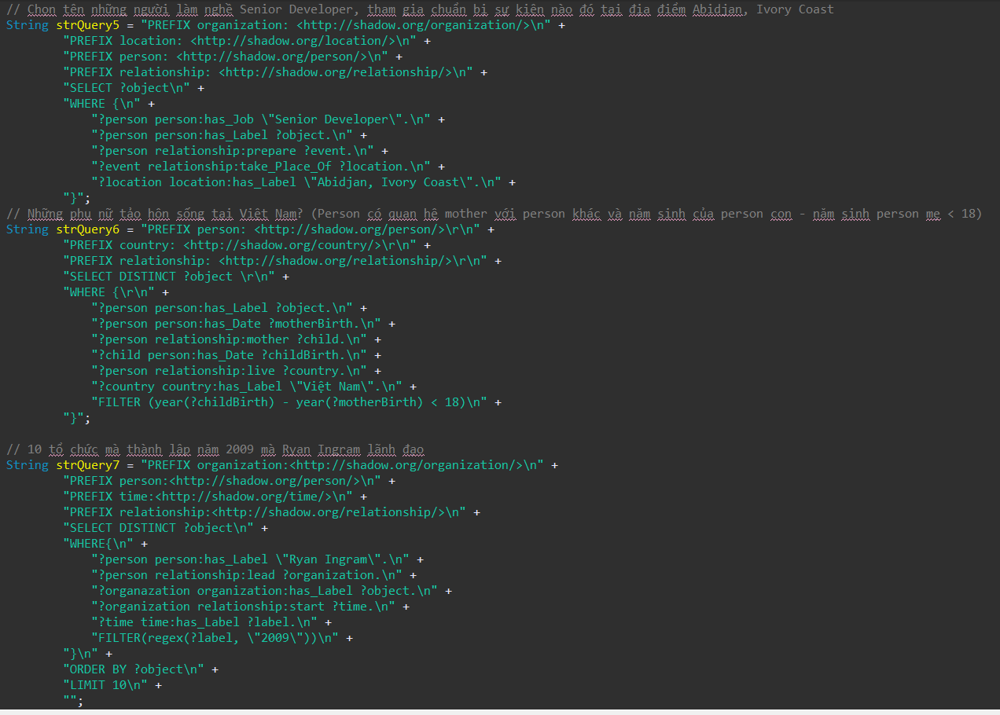 // Chọn tên những người làm nghề Senior Developer, tham gia chuẩn bị sự kiện nào đó tại địa điểm Abidjan, Ivory Coast
String strQuery5 = "PREFIX organization: <http://shadow.org/organization/>\n" +
"PREFIX location: <http://shadow.org/location/>\n" +
"PREFIX person: <http://shadow.org/person/>\n" +
"PREFIX relationship: <http://shadow.org/relationship/>\n" +
"SELECT ?object\n" +
"WHERE {\n" +
"?person person:has_Job \"Senior Developer\".\n" +
"?person person:has_Label ?object.\n" +
"?person relationship:prepare ?event.\n" +
"?event relationship:take_Place_Of ?location.\n" +
"?location location:has_Label \"Abidjan, Ivory Coast\".\n" +
"}";
// Những phụ nữ tảo hôn sống tại Việt Nam? (Person có quan hệ mother với person khác và năm sinh của person con - năm sinh person mẹ < 18)
String strQuery6 = "PREFIX person: <http://shadow.org/person/>\r\n" +
"PREFIX country: <http://shadow.org/country/>\r\n" +
"PREFIX relationship: <http://shadow.org/relationship/>\r\n" +
"SELECT DISTINCT ?object \r\n" +
"WHERE {\r\n" +
"?person person:has_Label ?object.\n" +
"?person person:has_Date ?motherBirth.\n" +
"?person relationship:mother ?child.\n" +
"?child person:has_Date ?childBirth.\n" +
"?person relationship:live ?country.\n" +
"?country country:has_Label \"Việt Nam\".\n" +
"FILTER (year(?childBirth) - year(?motherBirth) < 18)\n" +
"}";
// 10 tổ chức mà thành lập năm 2009 mà Ryan Ingram lãnh đạo
String strQuery7 = "PREFIX organization:<http://shadow.org/organization/>\n" +
"PREFIX person:<http://shadow.org/person/>\n" +
"PREFIX time:<http://shadow.org/time/>\n" +
"PREFIX relationship:<http://shadow.org/relationship/>\n" +
"SELECT DISTINCT ?object\n" +
"WHERE{\n" +
"?person person:has_Label \"Ryan Ingram\".\n" +
"?person relationship:lead ?organization.\n" +
"?organazation organization:has_Label ?object.\n" +
"?organization relationship:start ?time.\n" +
"?time time:has_Label ?label.\n" +
"FILTER(regex(?label, \"2009\"))\n" +
"}\n" +
"ORDER BY ?object\n" +
"LIMIT 10\n" +
"";